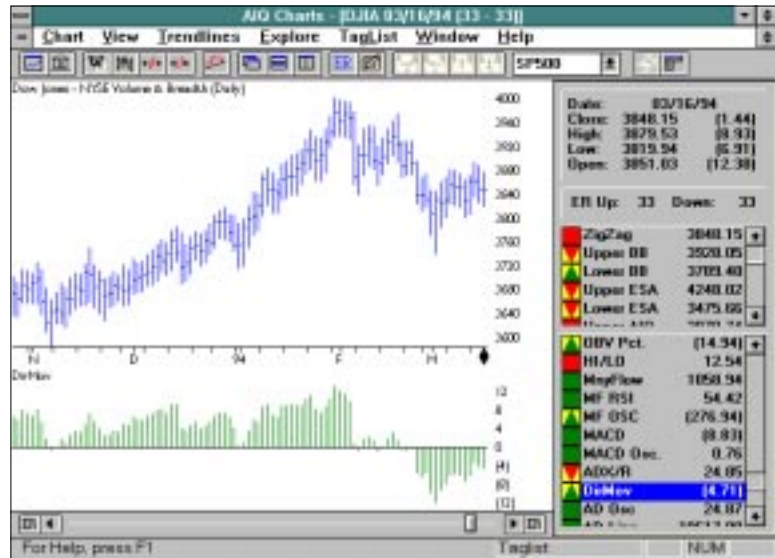 AIQ Charts - [DJIA 03/16/94 (33 - 33)]
Chart View Trendlines Explore TagList Window Help
ER SP500
Dow Jones - NYSE Volume & Breadth (Daily)
4000
3960
3920
3880
3840
3800
3760
3720
3680
3640
3600
N D 94 F M
DirMov
12
8
4
0
(4)
(8)
(12)
Date: 03/16/94
Close: 3848.15 (1.44)
High: 3879.53 (8.93)
Low: 3819.94 (6.91)
Open: 3851.03 (12.38)
ER Up: 33 Down: 33
ZigZag 3848.15
Upper BB 3928.05
Lower BB 3789.40
Upper ESA 4248.02
Lower ESA 3475.66
OBV Pct. (14.94)
HI/LO 12.54
MnyFlow 1058.94
MF RSI 54.42
MF OSC (276.94)
MACD (8.83)
MACD Osc. 0.76
ADX/R 24.85
DirMov (4.71)
AD Osc 24.87
For Help, press F1
Taglist
NUM